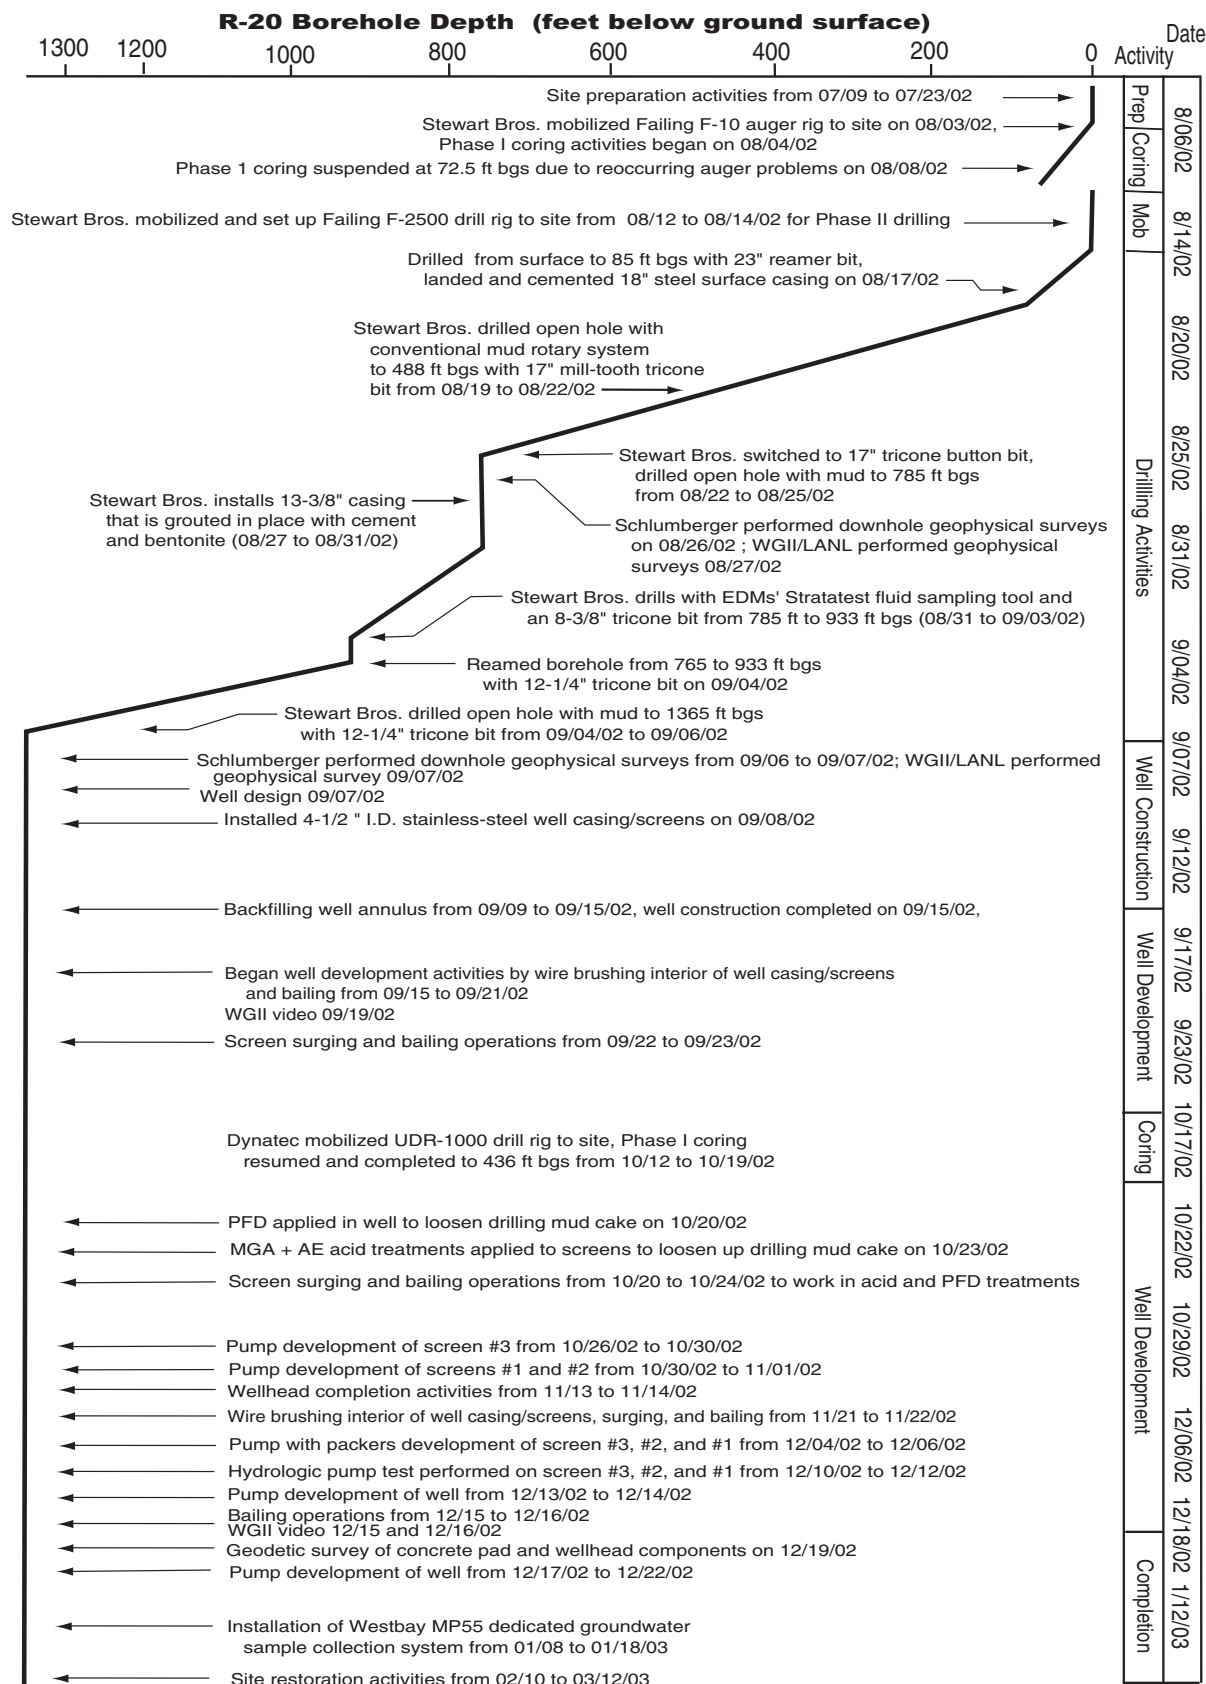 R-20 Borehole Depth (feet below ground surface)
Date
1300 1200 1000 800 600 400 200 0 Activity
Site preparation activities from 07/09 to 07/23/02
Stewart Bros. mobilized Failing F-10 auger rig to site on 08/03/02,
Phase I coring activities began on 08/04/02
Phase 1 coring suspended at 72.5 ft bgs due to reoccurring auger problems on 08/08/02
Stewart Bros. mobilized and set up Failing F-2500 drill rig to site from 08/12 to 08/14/02 for Phase II drilling
Drilled from surface to 85 ft bgs with 23" reamer bit,
landed and cemented 18" steel surface casing on 08/17/02
Stewart Bros. drilled open hole with
conventional mud rotary system
to 488 ft bgs with 17" mill-tooth tricone
bit from 08/19 to 08/22/02
Stewart Bros. switched to 17" tricone button bit,
drilled open hole with mud to 785 ft bgs
from 08/22 to 08/25/02
Stewart Bros. installs 13-3/8" casing
that is grouted in place with cement
and bentonite (08/27 to 08/31/02)
Schlumberger performed downhole geophysical surveys
on 08/26/02 ; WGII/LANL performed geophysical
surveys 08/27/02
Stewart Bros. drills with EDMs' Stratatest fluid sampling tool and
an 8-3/8" tricone bit from 785 ft to 933 ft bgs (08/31 to 09/03/02)
Reamed borehole from 765 to 933 ft bgs
with 12-1/4" tricone bit on 09/04/02
Stewart Bros. drilled open hole with mud to 1365 ft bgs
with 12-1/4" tricone bit from 09/04/02 to 09/06/02
Schlumberger performed downhole geophysical surveys from 09/06 to 09/07/02; WGII/LANL performed
geophysical survey 09/07/02
Well design 09/07/02
Installed 4-1/2 " I.D. stainless-steel well casing/screens on 09/08/02
Backfilling well annulus from 09/09 to 09/15/02, well construction completed on 09/15/02,
Began well development activities by wire brushing interior of well casing/screens
and bailing from 09/15 to 09/21/02
WGII video 09/19/02
Screen surging and bailing operations from 09/22 to 09/23/02
Dynatec mobilized UDR-1000 drill rig to site, Phase I coring
resumed and completed to 436 ft bgs from 10/12 to 10/19/02
PFD applied in well to loosen drilling mud cake on 10/20/02
MGA + AE acid treatments applied to screens to loosen up drilling mud cake on 10/23/02
Screen surging and bailing operations from 10/20 to 10/24/02 to work in acid and PFD treatments
Pump development of screen #3 from 10/26/02 to 10/30/02
Pump development of screens #1 and #2 from 10/30/02 to 11/01/02
Wellhead completion activities from 11/13 to 11/14/02
Wire brushing interior of well casing/screens, surging, and bailing from 11/21 to 11/22/02
Pump with packers development of screen #3, #2, and #1 from 12/04/02 to 12/06/02
Hydrologic pump test performed on screen #3, #2, and #1 from 12/10/02 to 12/12/02
Pump development of well from 12/13/02 to 12/14/02
Bailing operations from 12/15 to 12/16/02
WGII video 12/15 and 12/16/02
Geodetic survey of concrete pad and wellhead components on 12/19/02
Pump development of well from 12/17/02 to 12/22/02
Installation of Westbay MP55 dedicated groundwater
sample collection system from 01/08 to 01/18/03
Site restoration activities from 02/10 to 03/12/03
Prep
Coring
Mob
Drillling Activities
Well Construction
Well Development
Coring
Well Development
Completion
8/06/02
8/14/02
8/20/02
8/25/02
8/31/02
9/04/02
9/07/02
9/12/02
9/17/02
9/23/02
10/17/02
10/22/02
10/29/02
12/06/02
12/18/02
1/12/03